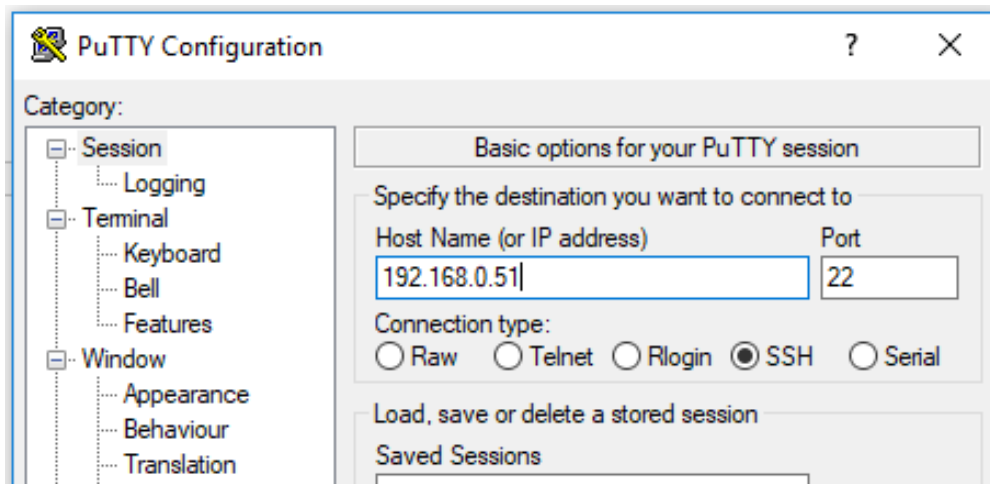 PuTTY Configuration
?
Category:
Session
Logging
Terminal
Keyboard
Bell
Features
Window
Appearance
Behaviour
Translation
Basic options for your PuTTY session
Specify the destination you want to connect to
Host Name (or IP address) Port
192.168.0.51 22
Connection type:
Raw Telnet Rlogin SSH Serial
Load, save or delete a stored session
Saved Sessions